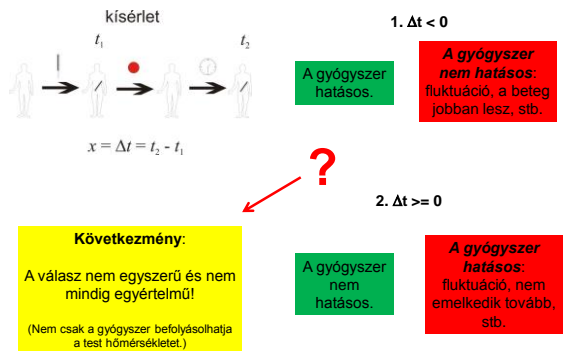 kísérlet
t₁
t₂
x = Δt = t₂ - t₁
1. Δt < 0
A gyógyszer
hatásos.
A gyógyszer
nem hatásos:
fluktuáció, a beteg
jobban lesz, stb.
?
2. Δt >= 0
Következmény:
A válasz nem egyszerű és nem
mindig egyértelmű!
(Nem csak a gyógyszer befolyásolhatja
a test hőmérsékletet.)
A gyógyszer
nem
hatásos.
A gyógyszer
hatásos:
fluktuáció, nem
emelkedik tovább,
stb.